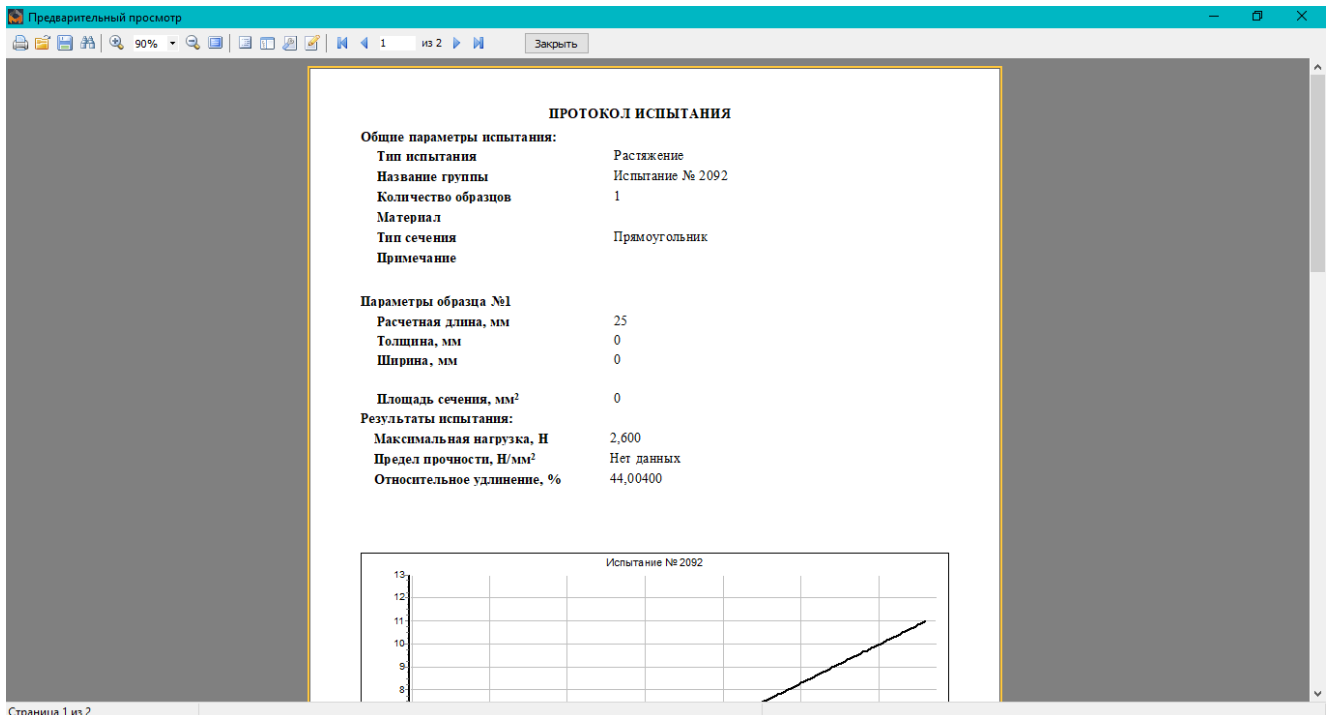 Предварительный просмотр
90% 1 из 2 Закрыть
ПРОТОКОЛ ИСПЫТАНИЯ
Общие параметры испытания:
Тип испытания Растяжение
Название группы Испытание № 2092
Количество образцов 1
Материал
Тип сечения Прямоугольник
Примечание
Параметры образца №1
Расчетная длина, мм 25
Толщина, мм 0
Ширина, мм 0
Площадь сечения, мм² 0
Результаты испытания:
Максимальная нагрузка, Н 2,600
Предел прочности, Н/мм² Нет данных
Относительное удлинение, % 44,00400
Испытание № 2092
13
12
11
10
9
8
Страница 1 из 2